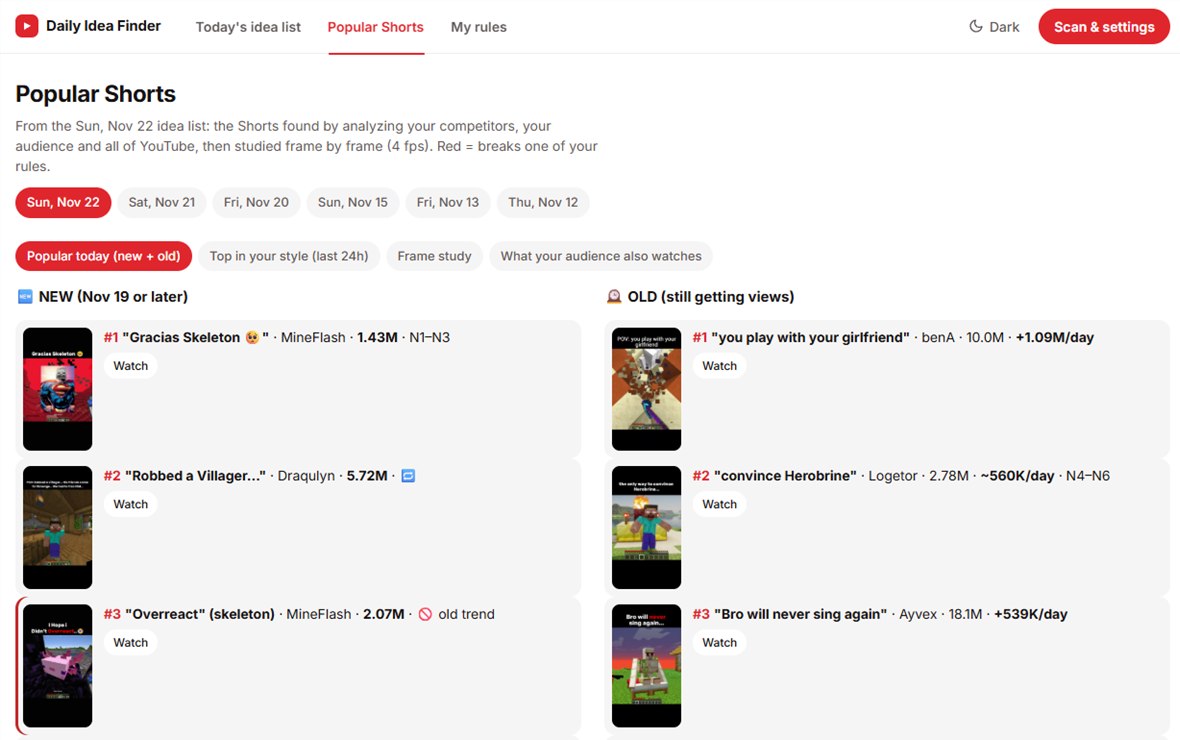 Daily Idea Finder
Today's idea list
Popular Shorts
My rules
Dark
Scan & settings
Popular Shorts
From the Sun, Nov 22 idea list: the Shorts found by analyzing your competitors, your
audience and all of YouTube, then studied frame by frame (4 fps). Red = breaks one of your
rules.
Sun, Nov 22
Sat, Nov 21
Fri, Nov 20
Sun, Nov 15
Fri, Nov 13
Thu, Nov 12
Popular today (new + old)
Top in your style (last 24h)
Frame study
What your audience also watches
🆕 NEW (Nov 19 or later)
#1 "Gracias Skeleton 🥺 " · MineFlash · 1.43M · N1–N3
Gracias Skeleton
Watch
#2 "Robbed a Villager..." · Draqulyn · 5.72M · 🔁
Watch
#3 "Overreact" (skeleton) · MineFlash · 2.07M · 🚫 old trend
I Hope I
Didn't Overreact..
Watch
🕰️ OLD (still getting views)
#1 "you play with your girlfriend" · benA · 10.0M · +1.09M/day
POV: you play with your
girlfriend
Watch
#2 "convince Herobrine" · Logetor · 2.78M · ~560K/day · N4–N6
The only way to convince
Herobrine...
Watch
#3 "Bro will never sing again" · Ayvex · 18.1M · +539K/day
Bro will never
sing again...
Watch